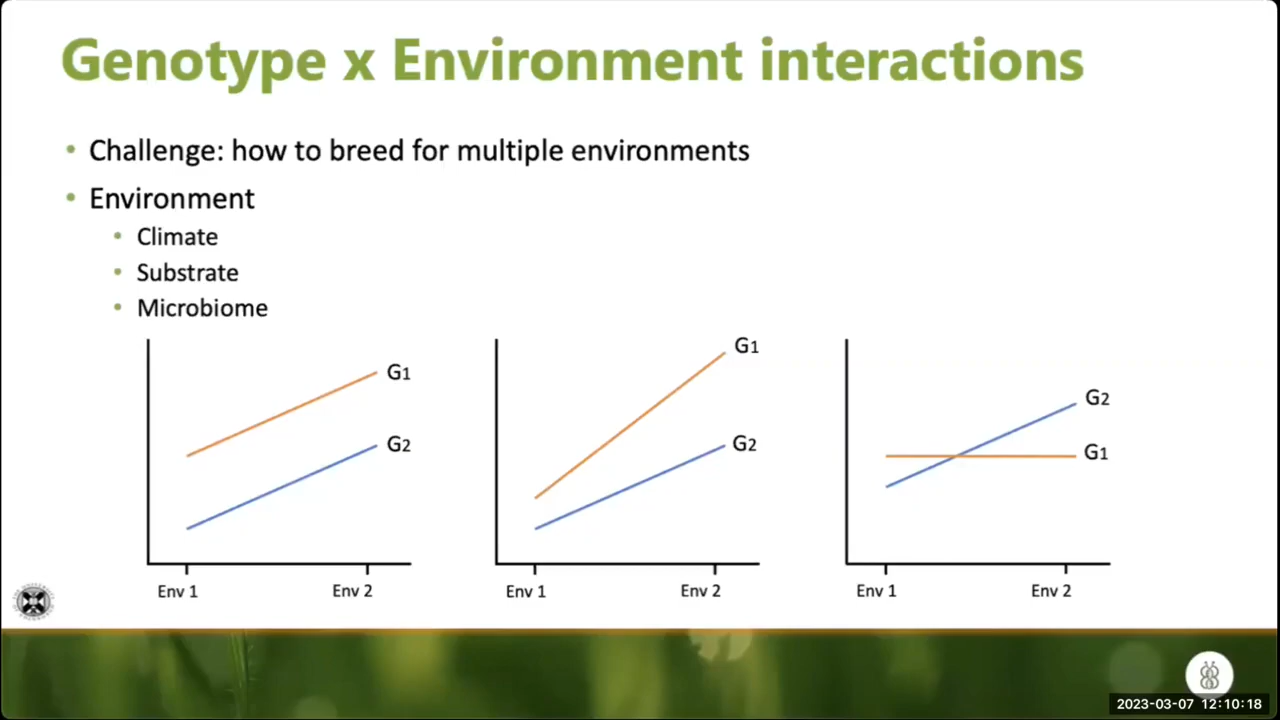 Genotype x Environment interactions
• Challenge: how to breed for multiple environments
• Environment
• Climate
• Substrate
• Microbiome
G1
G2
Env 1 Env 2
G1
G2
Env 1 Env 2
G2
G1
Env 1 Env 2
2023-03-07 12:10:18